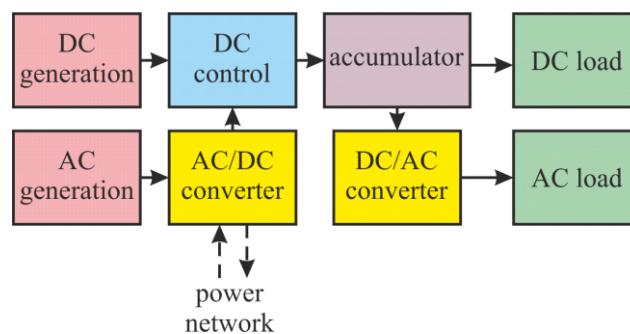 DC
generation
DC
control
accumulator
DC load
AC
generation
AC/DC
converter
DC/AC
converter
AC load
power
network